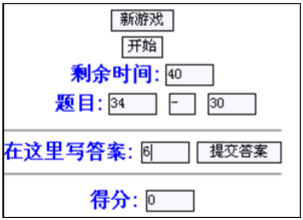 新游戏
开始
剩余时间: 40
题目: 34 - 30
在这里写答案: 6 提交答案
得分: 0